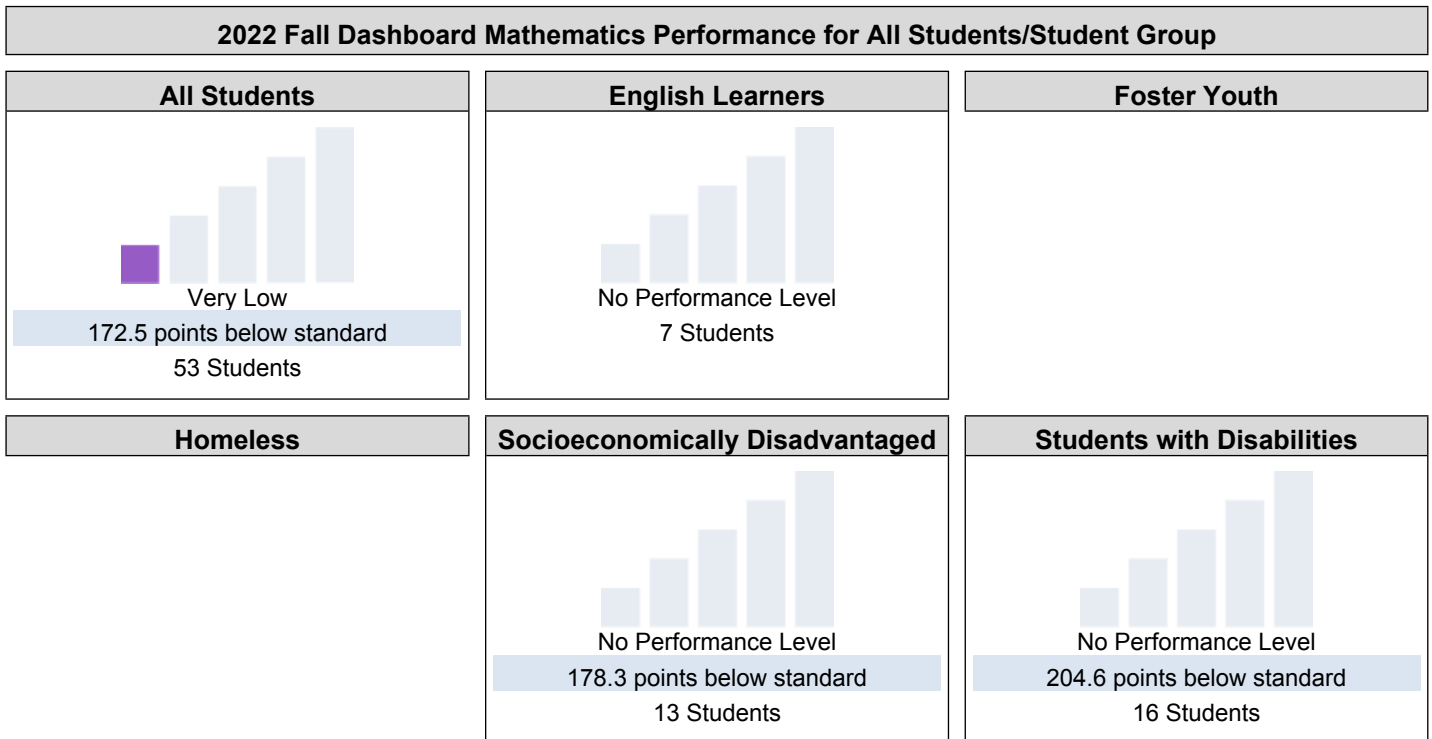 2022 Fall Dashboard Mathematics Performance for All Students/Student Group
All Students
Very Low
172.5 points below standard
53 Students
English Learners
No Performance Level
7 Students
Foster Youth
Homeless
Socioeconomically Disadvantaged
No Performance Level
178.3 points below standard
13 Students
Students with Disabilities
No Performance Level
204.6 points below standard
16 Students